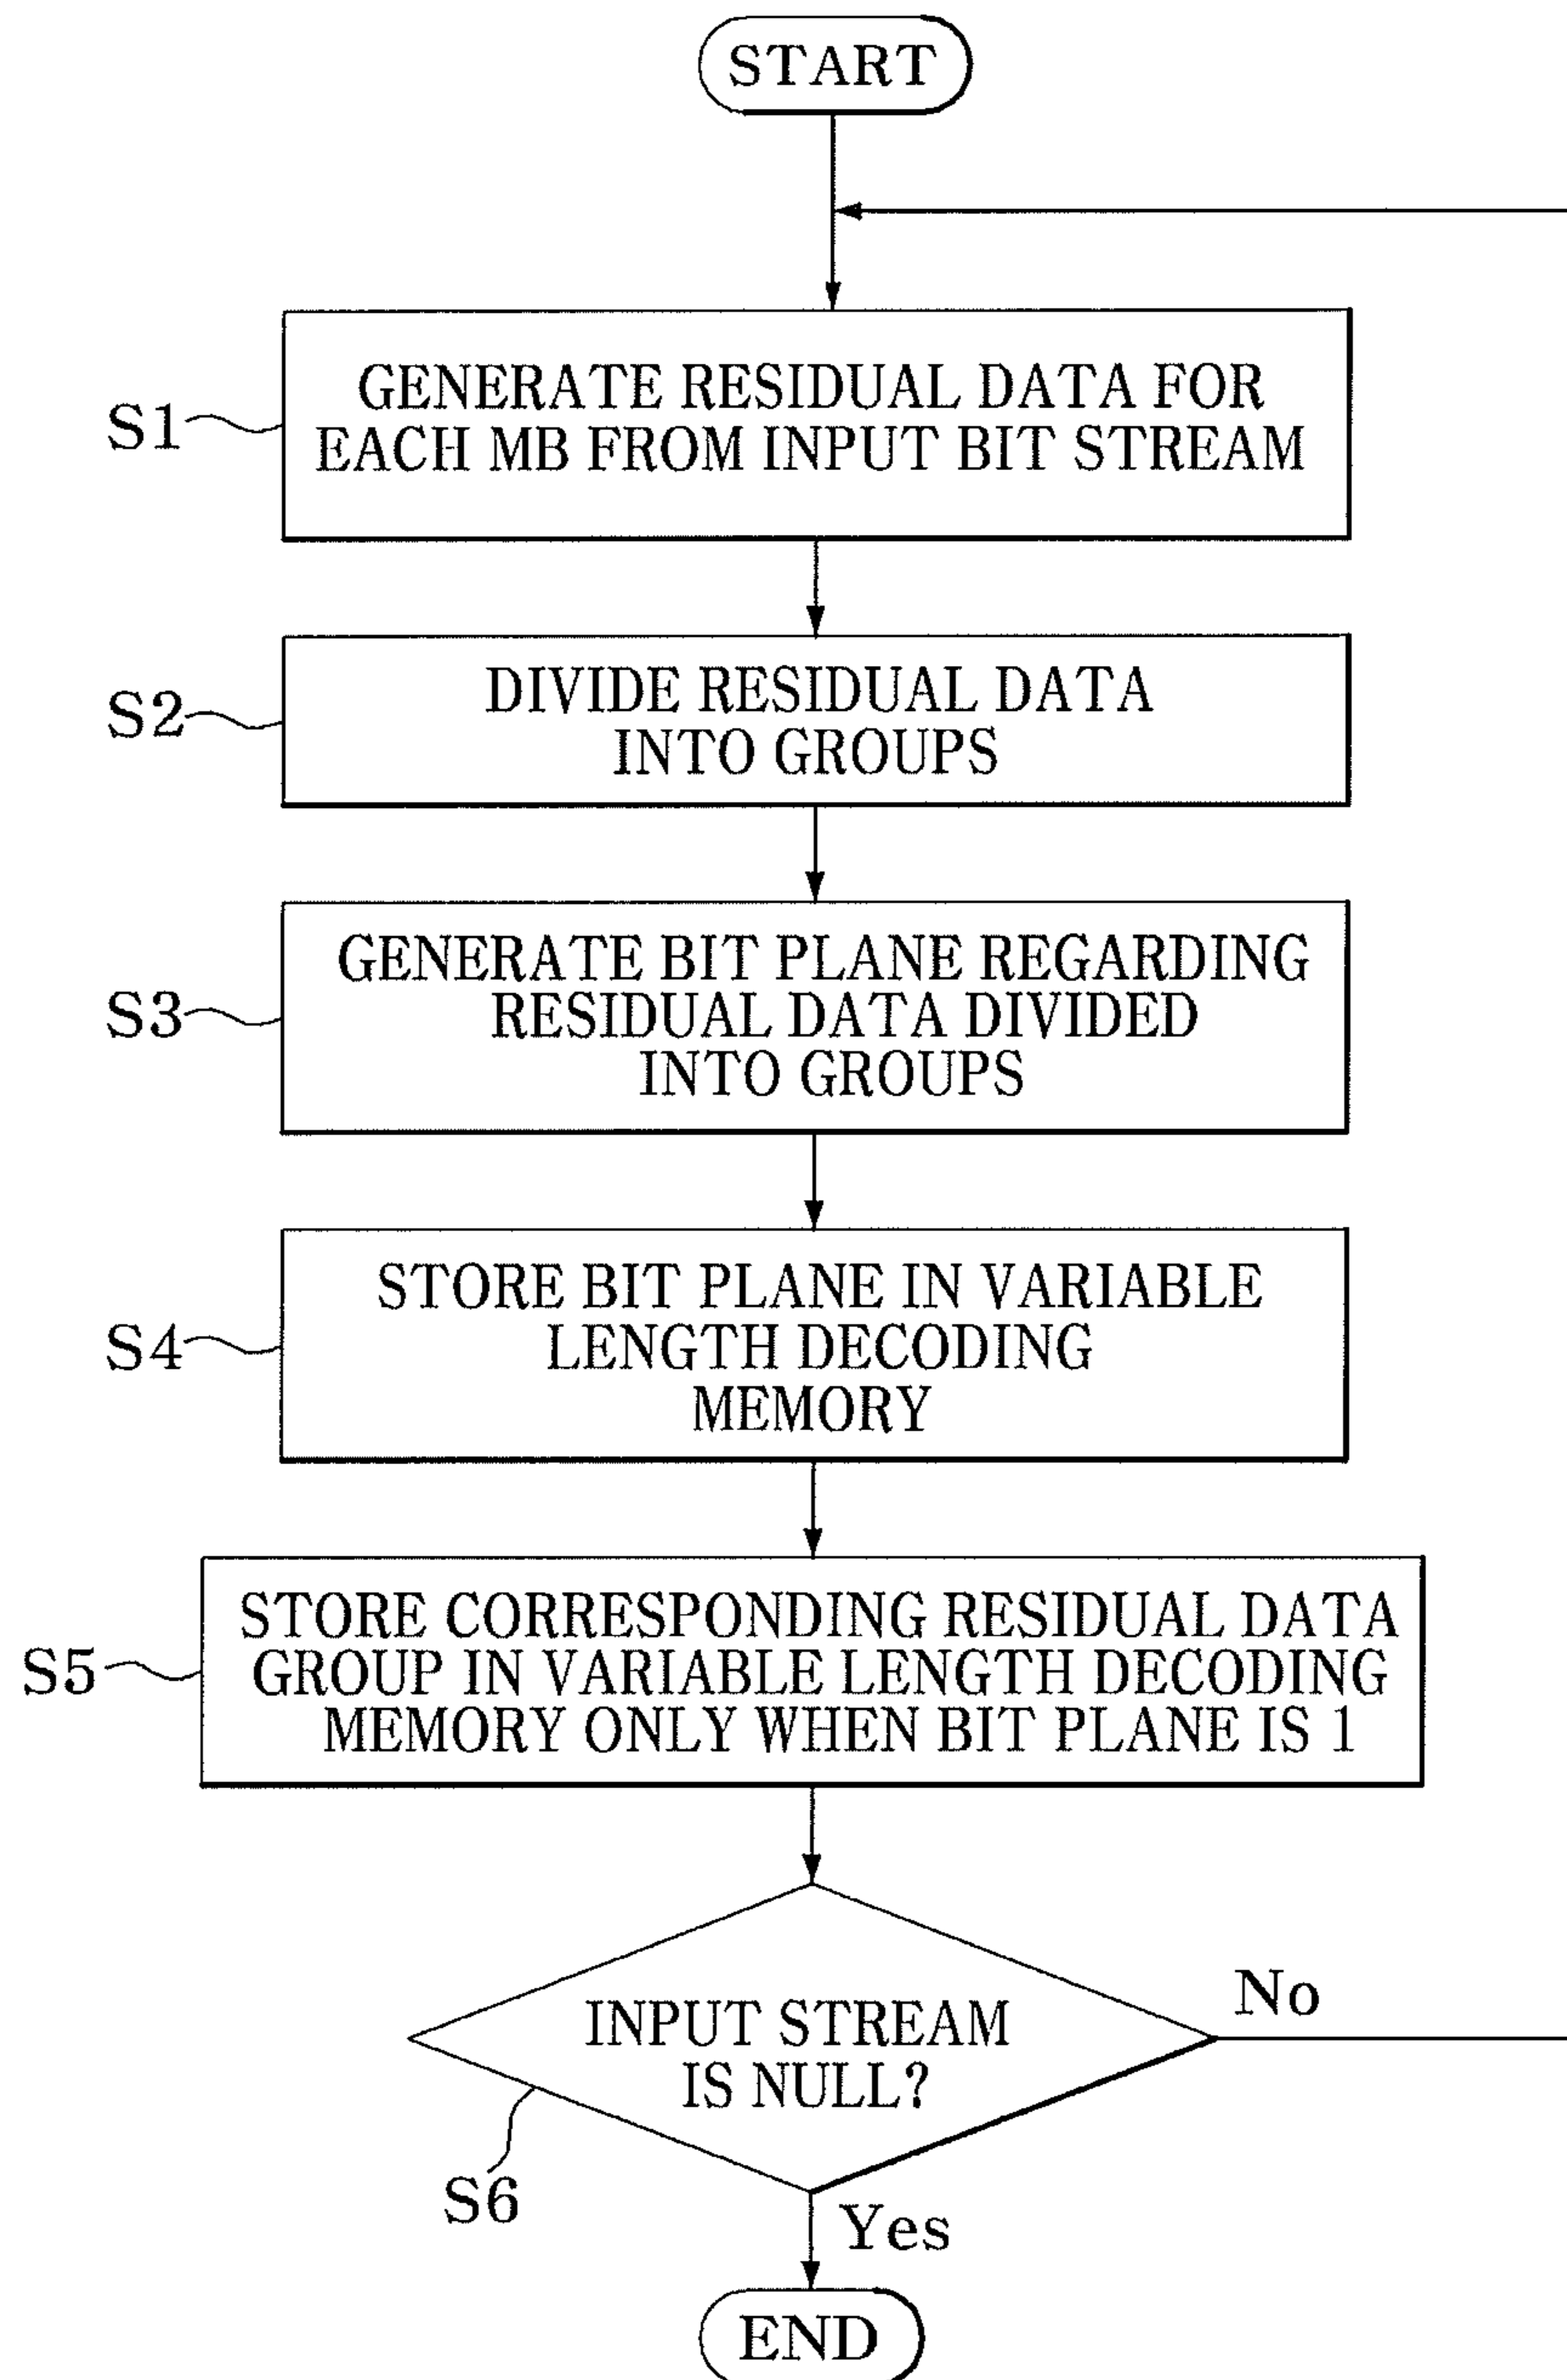 START
S1
GENERATE RESIDUAL DATA FOR
EACH MB FROM INPUT BIT STREAM
S2
DIVIDE RESIDUAL DATA
INTO GROUPS
S3
GENERATE BIT PLANE REGARDING
RESIDUAL DATA DIVIDED
INTO GROUPS
S4
STORE BIT PLANE IN VARIABLE
LENGTH DECODING
MEMORY
S5
STORE CORRESPONDING RESIDUAL DATA
GROUP IN VARIABLE LENGTH DECODING
MEMORY ONLY WHEN BIT PLANE IS 1
No
INPUT STREAM
IS NULL?
S6
Yes
END